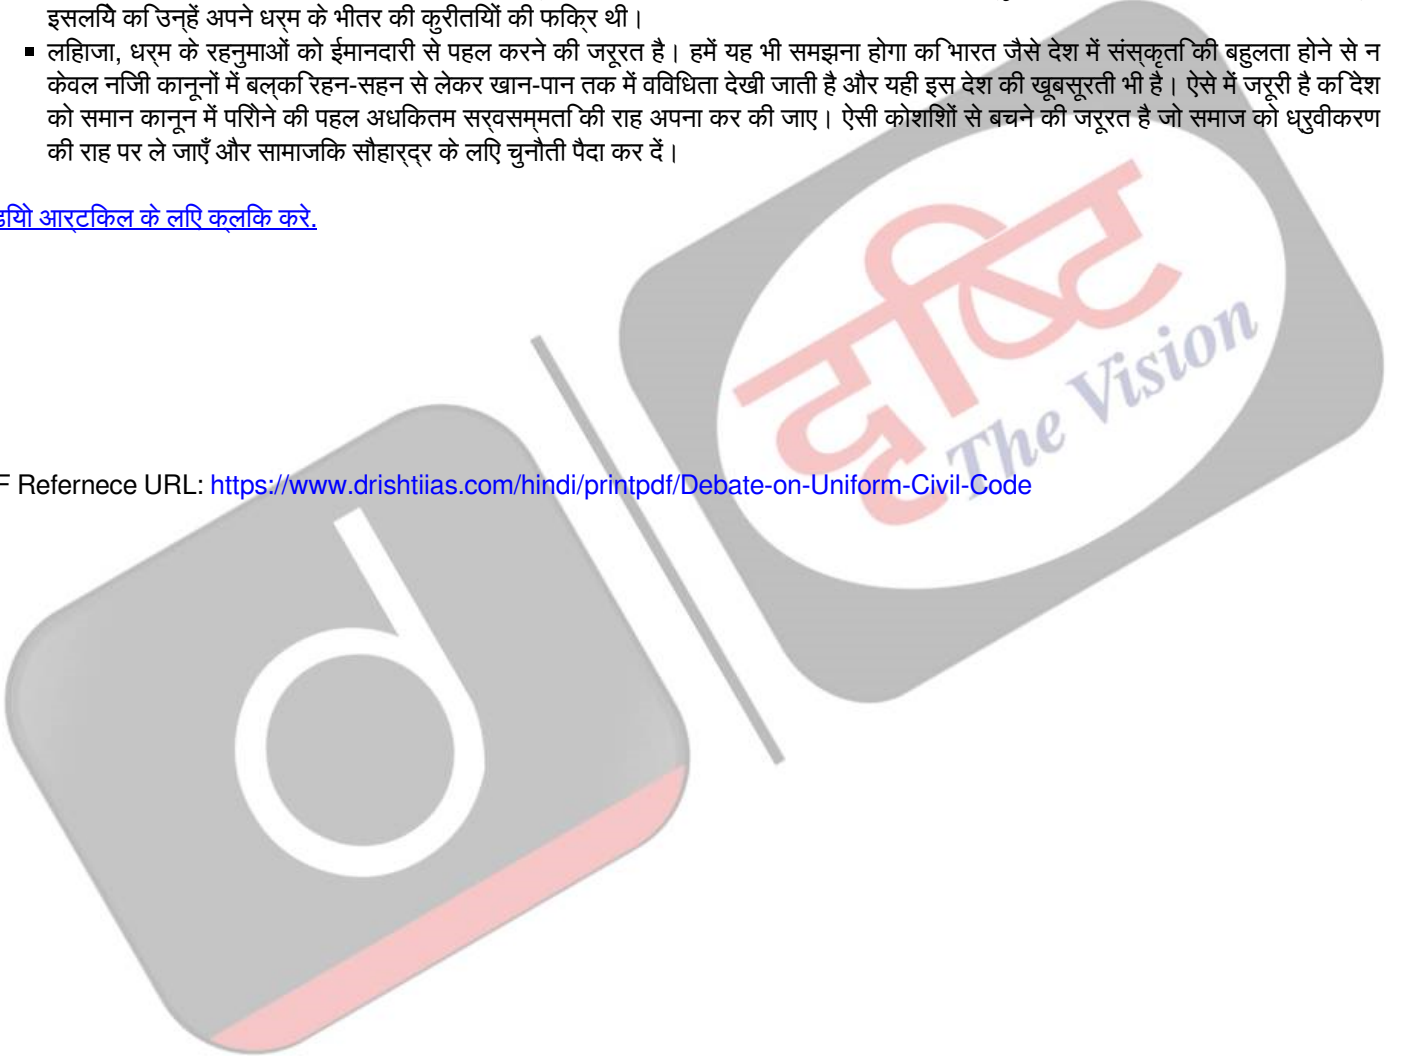 इसलिये कि उन्हें अपने धर्म के भीतर की कुरीतियों की फिक्र थी।
▪ लिहाजा, धर्म के रहनुमाओं को ईमानदारी से पहल करने की जरूरत है। हमें यह भी समझना होगा कि भारत जैसे देश में संस्कृति की बहुलता होने से न
केवल निजी कानूनों में बल्कि रहन-सहन से लेकर खान-पान तक में विविधिता देखी जाती है और यही इस देश की खूबसूरती भी है। ऐसे में जरूरी है कि देश
को समान कानून में पिरोने की पहल अधिकतम सर्वसम्मति की राह अपना कर की जाए। ऐसी कोशिशों से बचने की जरूरत है जो समाज को ध्रुवीकरण
की राह पर ले जाएँ और सामाजिक सौहार्द्र के लिए चुनौती पैदा कर दें।
डियो आर्टिकल के लिए क्लिक करे.
F Refernece URL: https://www.drishtiias.com/hindi/printpdf/Debate-on-Uniform-Civil-Code
दृष्टि
The Vision